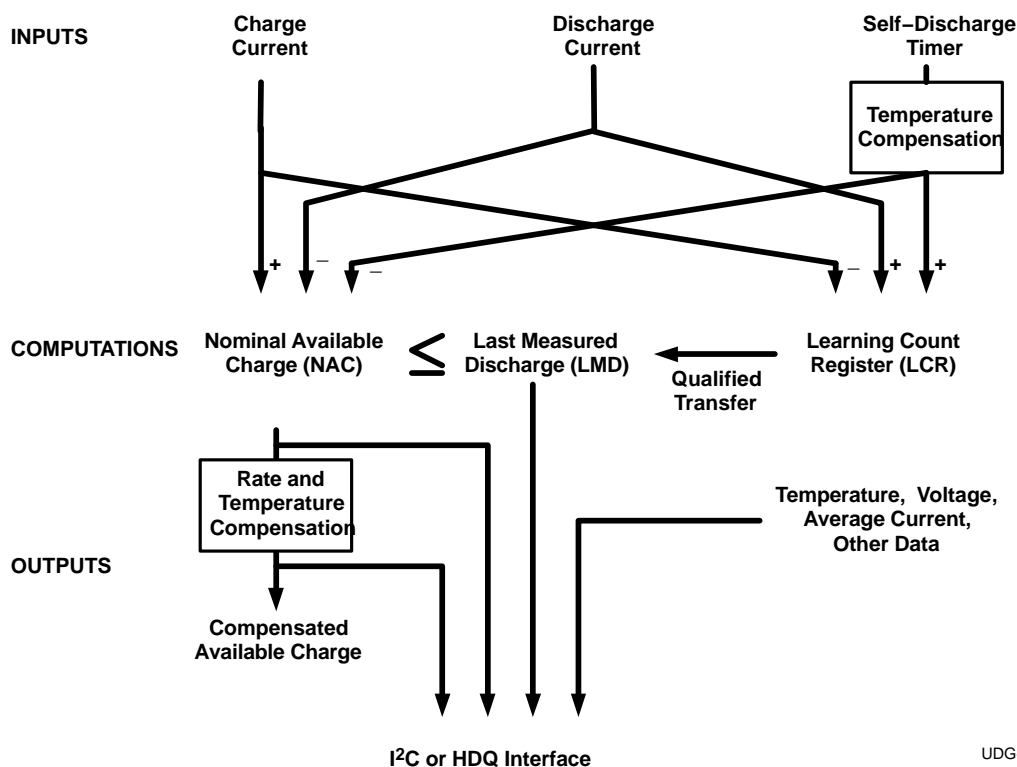 INPUTS
Charge
Current
Discharge
Current
Self–Discharge
Timer
Temperature
Compensation
+
–
–
–
+
+
COMPUTATIONS
Nominal Available
Charge (NAC)
≤
Last Measured
Discharge (LMD)
Qualified
Transfer
Learning Count
Register (LCR)
Rate and
Temperature
Compensation
Temperature, Voltage,
Average Current,
Other Data
OUTPUTS
Compensated
Available Charge
I²C or HDQ Interface
UDG